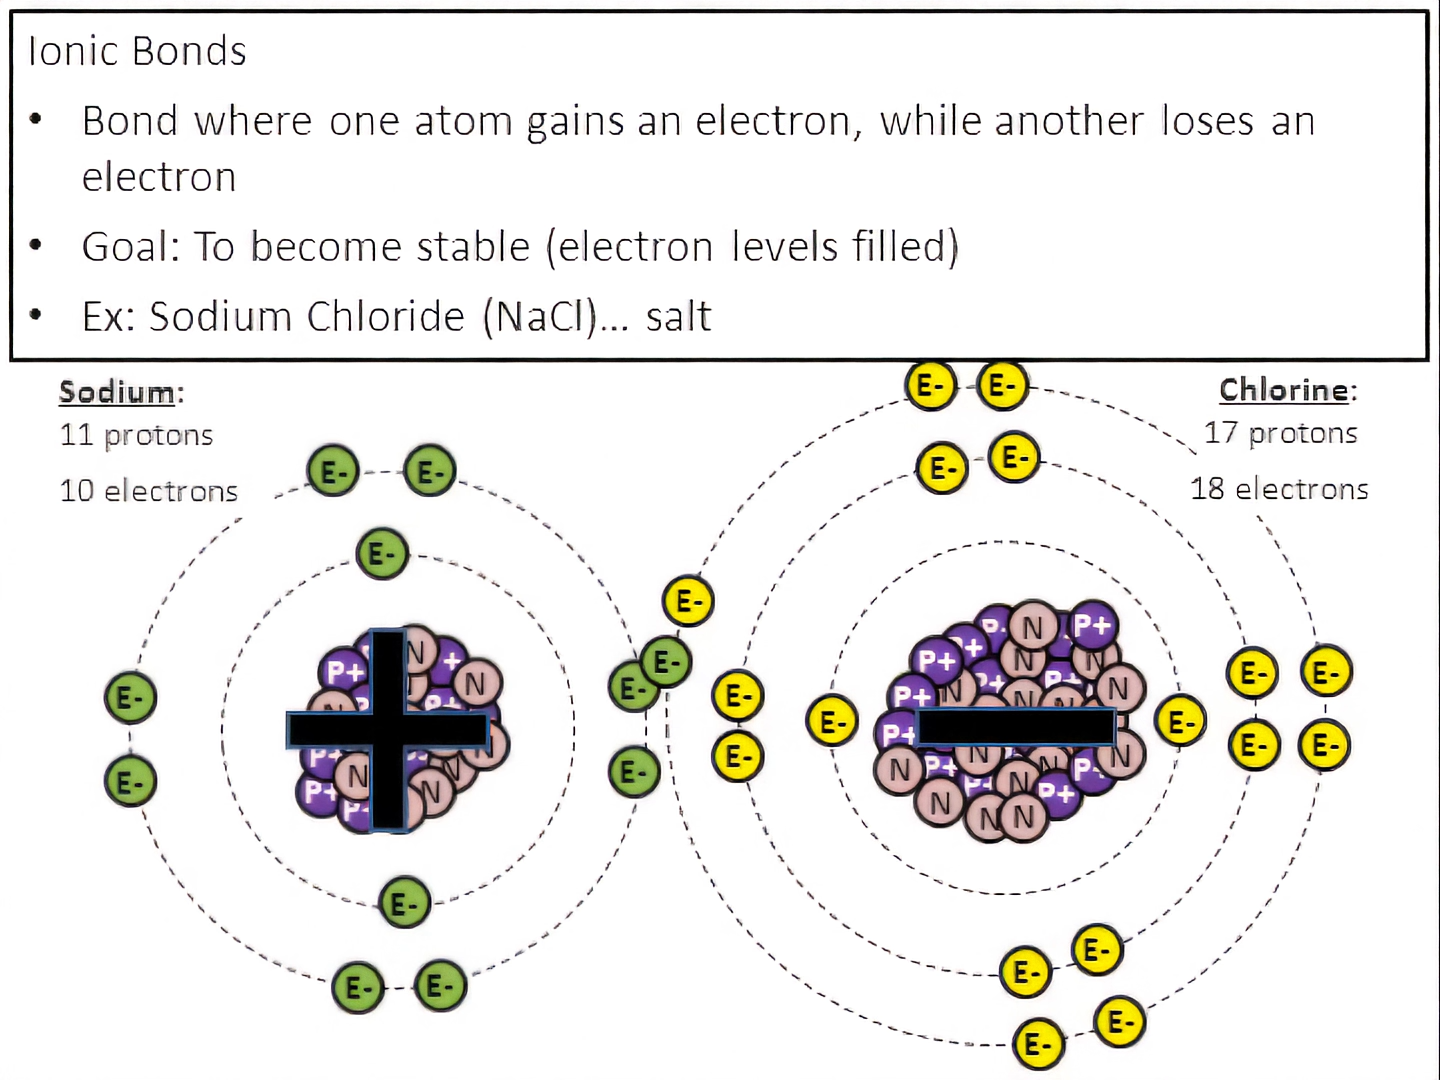 Ionic Bonds
• Bond where one atom gains an electron, while another loses an
electron
• Goal: To become stable (electron levels filled)
• Ex: Sodium Chloride (NaCl)... salt
Sodium:
11 protons
10 electrons
Chlorine:
17 protons
18 electrons
E- E-
E- E-
E- E-
E-
E-
E-
E- E-
E- E-
E- E-
E- E-
E- E-
E- E-
E- E-
E-
E- E-
E-
E- E-
E- E-
P+ N + N
P+ P+ N N
P+ N N N
P+ P+ N
P+ N P+
P+ P+ N N
P+ N P+ N
P+ N
N P+ N N P+ N
N P+ N P+
N N N